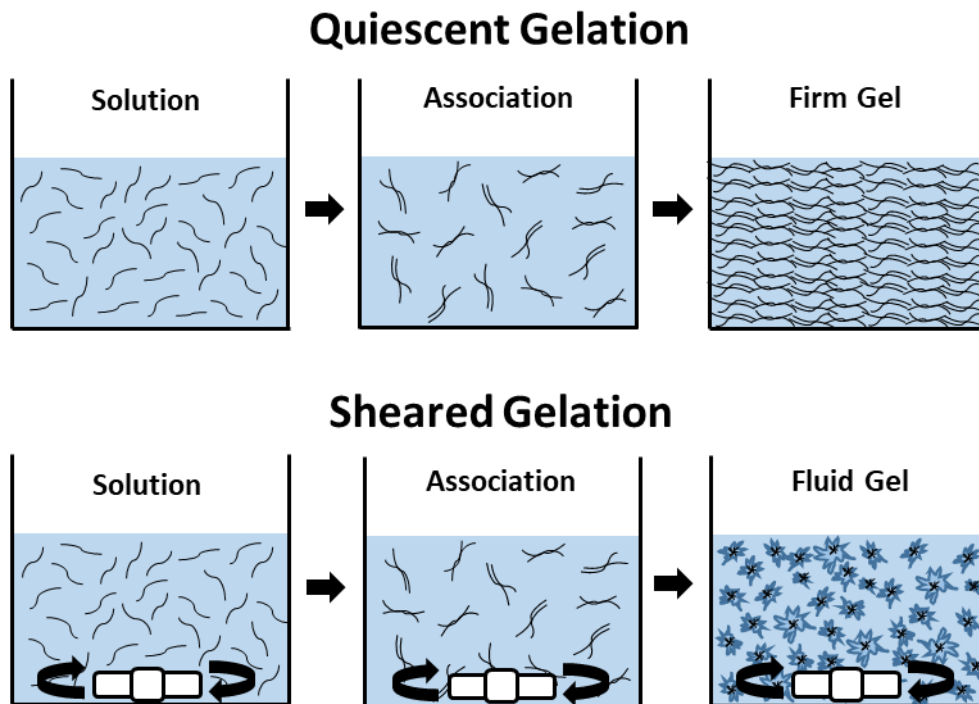 Quiescent Gelation
Solution
Association
Firm Gel
Sheared Gelation
Solution
Association
Fluid Gel